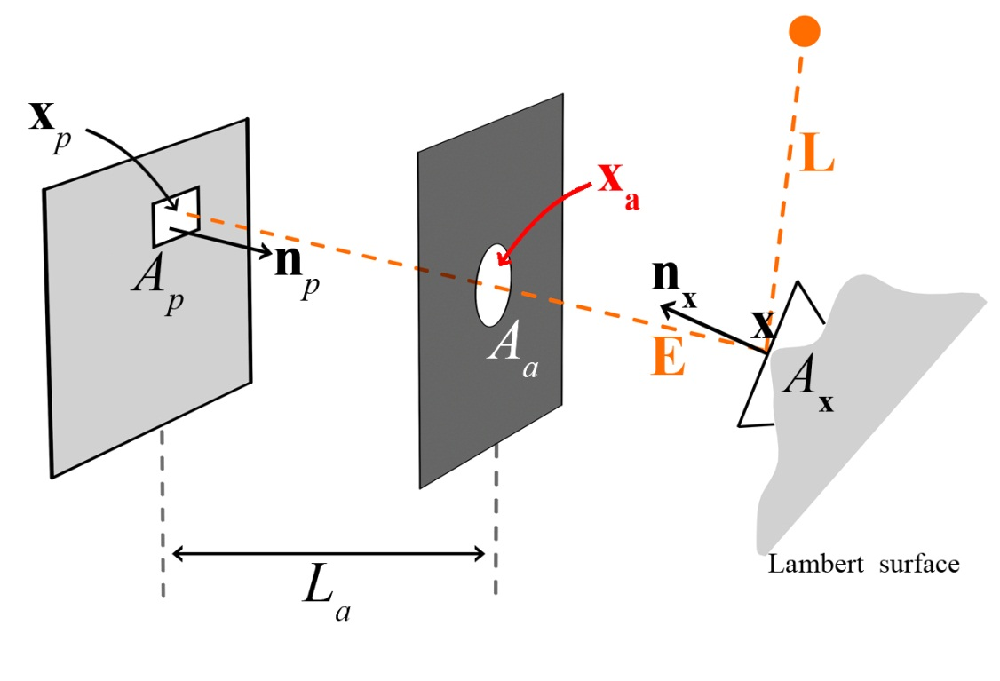 x_p
n_p
A_p
x_a
A_a
L
n_x
x
E
A_x
L_a
Lambert surface